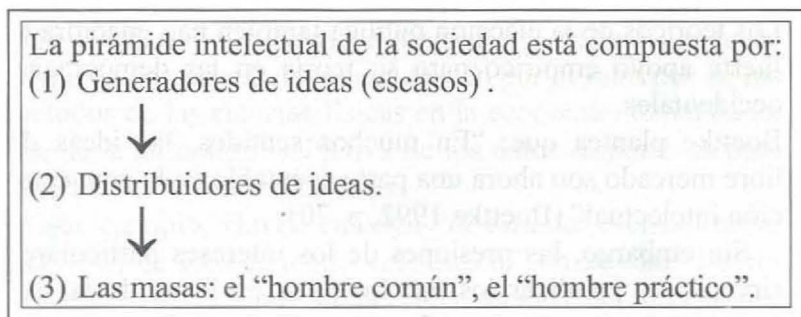 La pirámide intelectual de la sociedad está compuesta por:
(1) Generadores de ideas (escasos) .
(2) Distribuidores de ideas.
(3) Las masas: el “hombre común”, el “hombre práctico”.